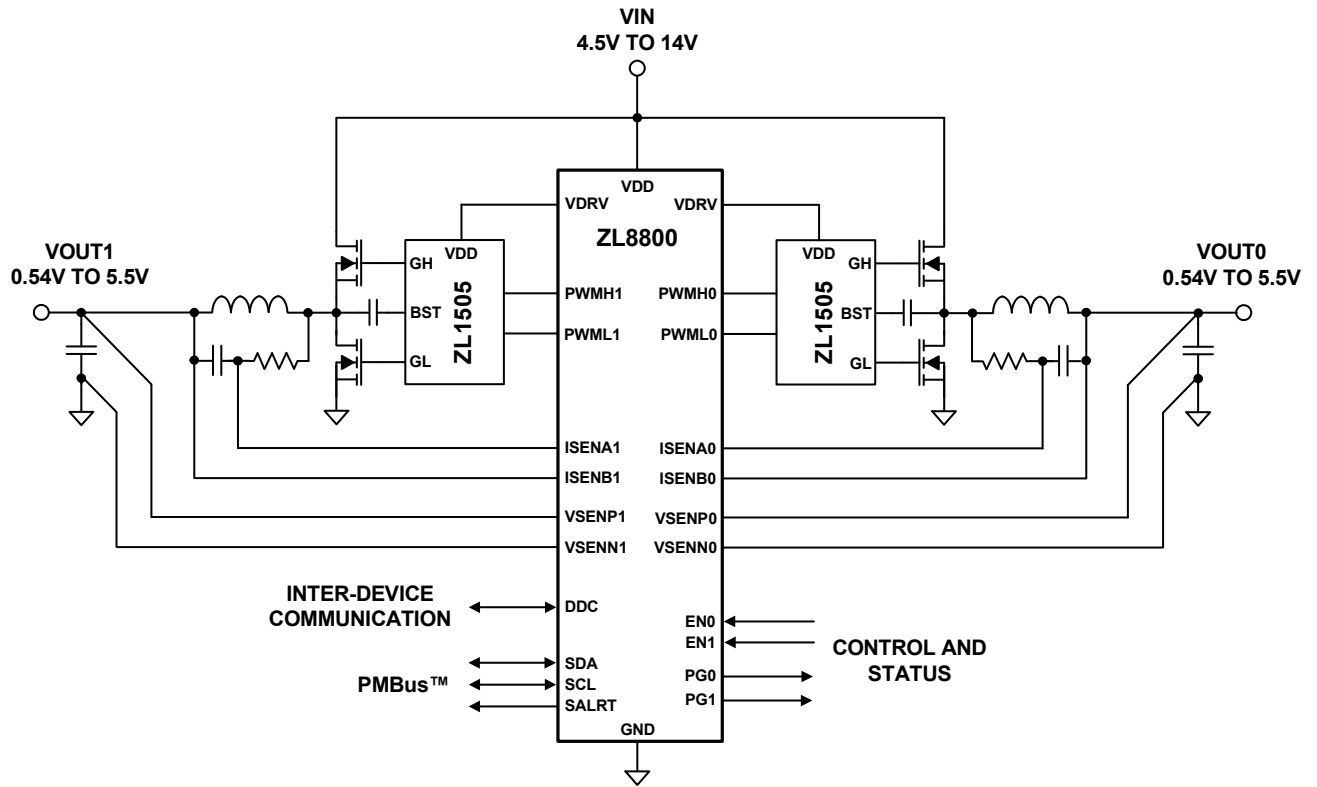 VIN
4.5V TO 14V
VDD
VDRV
VDRV
ZL8800
VOUT1
0.54V TO 5.5V
VDD
GH
BST
GL
ZL1505
PWMH1
PWML1
PWMH0
PWML0
VDD
GH
BST
GL
ZL1505
VOUT0
0.54V TO 5.5V
ISENA1
ISENB1
VSENP1
VSENN1
ISENA0
ISENB0
VSENP0
VSENN0
INTER-DEVICE
COMMUNICATION
DDC
PMBus™
SDA
SCL
SALRT
EN0
EN1
PG0
PG1
CONTROL AND
STATUS
GND